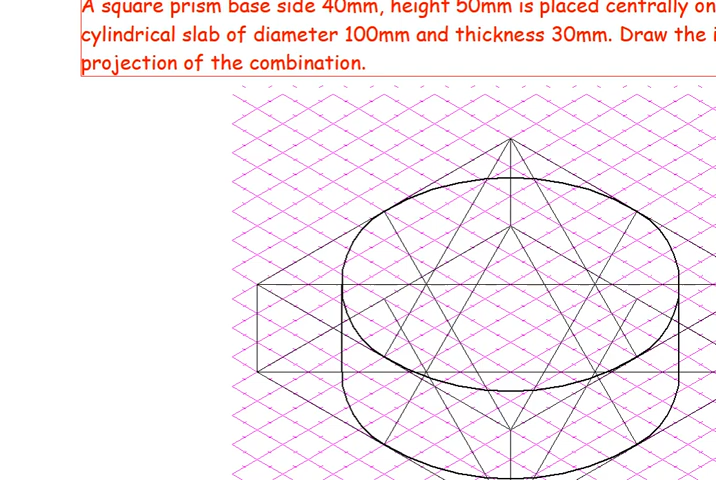 A square prism base side 40mm, height 50mm is placed centrally on
cylindrical slab of diameter 100mm and thickness 30mm. Draw the
projection of the combination.